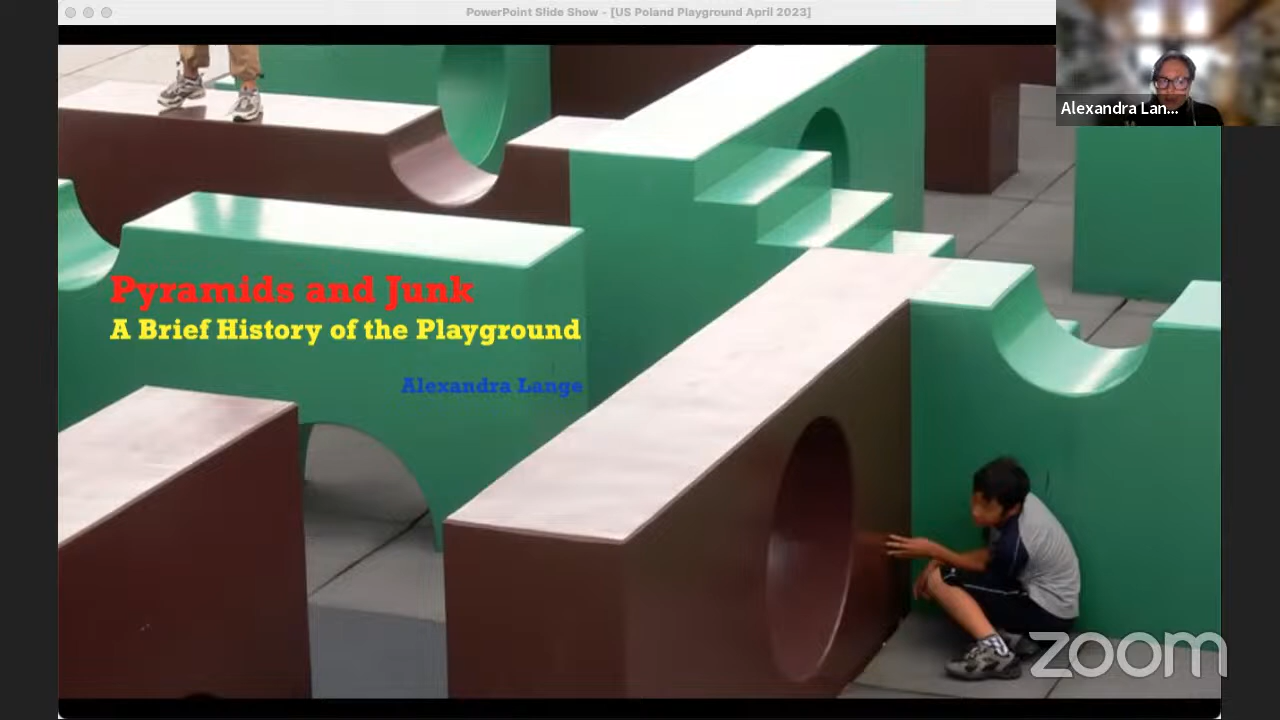 PowerPoint Slide Show - [US Poland Playground April 2023]
Alexandra Lan...
Pyramids and Junk
A Brief History of the Playground
Alexandra Lange
zoom